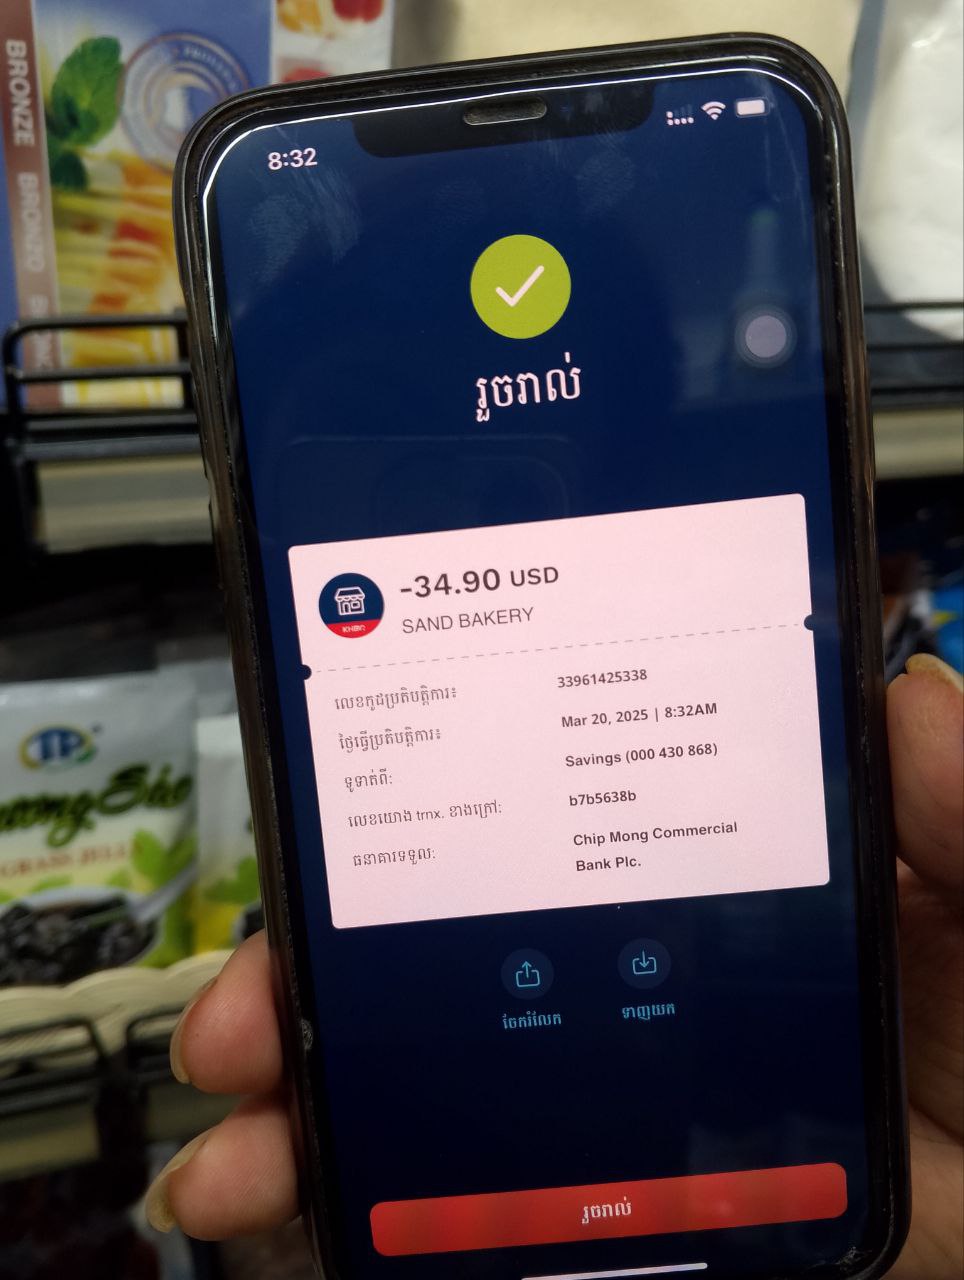 BRONZE
BRONZO
8:32
រួចរាល់
-34.90 USD
SAND BAKERY
KHQR
លេខកូដប្រតិបត្តិការ៖ 33961425338
ថ្ងៃធ្វើប្រតិបត្តិការ៖ Mar 20, 2025 | 8:32AM
ទូទាត់ពី: Savings (000 430 868)
លេខយោង trnx. ខាងក្រៅ: b7b5638b
ធនាគារទទួល: Chip Mong Commercial
Bank Plc.
ចែករំលែក
ទាញយក
រួចរាល់
TP
ương Sáo
GRASS JELL